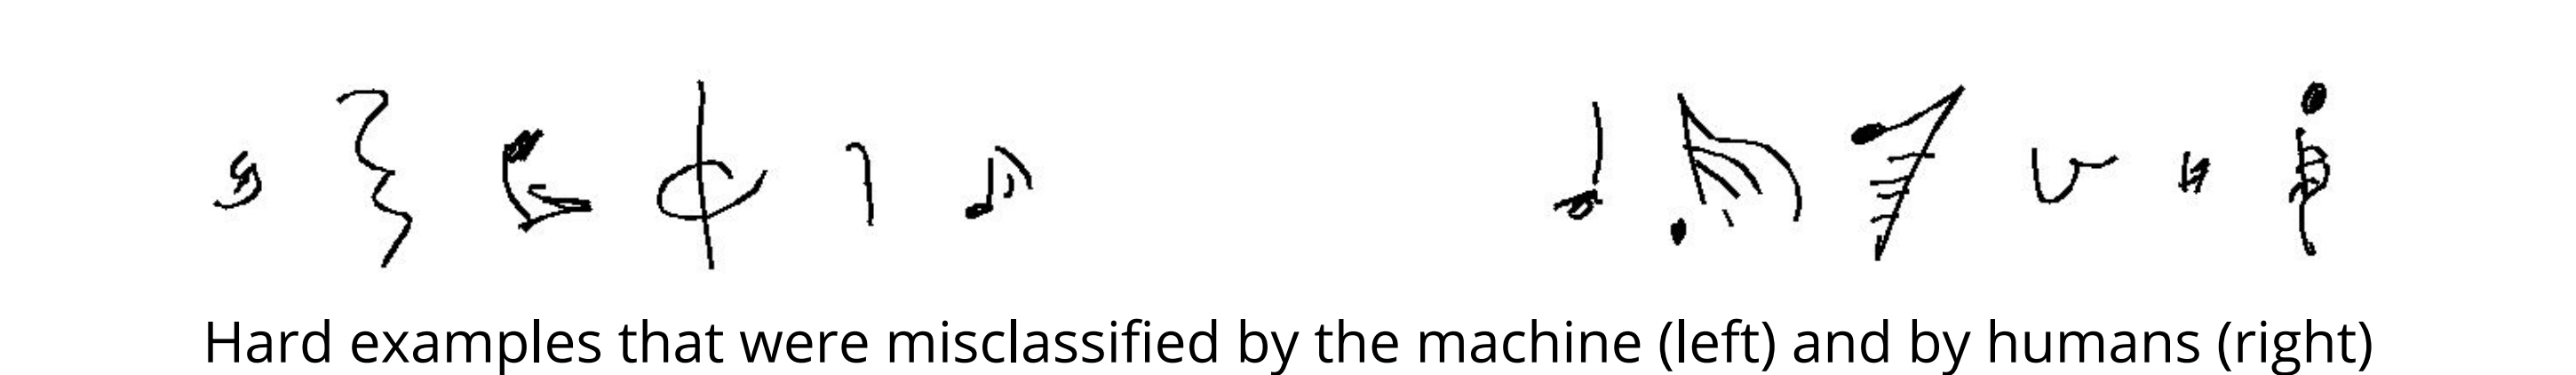 Hard examples that were misclassified by the machine (left) and by humans (right)